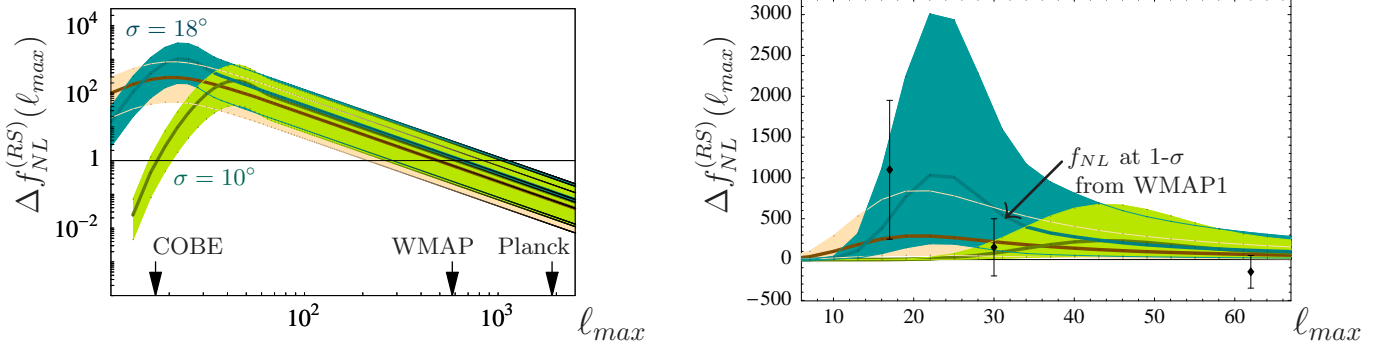 Δ f_{NL}^{(RS)}(ℓ_{max})
10^4
10^2
1
10^{-2}
σ = 18°
σ = 10°
COBE
WMAP
Planck
10^2
10^3
ℓ_{max}
Δ f_{NL}^{(RS)}(ℓ_{max})
3000
2500
2000
1500
1000
500
0
−500
f_{NL} at 1-σ
from WMAP1
10
20
30
40
50
60
ℓ_{max}